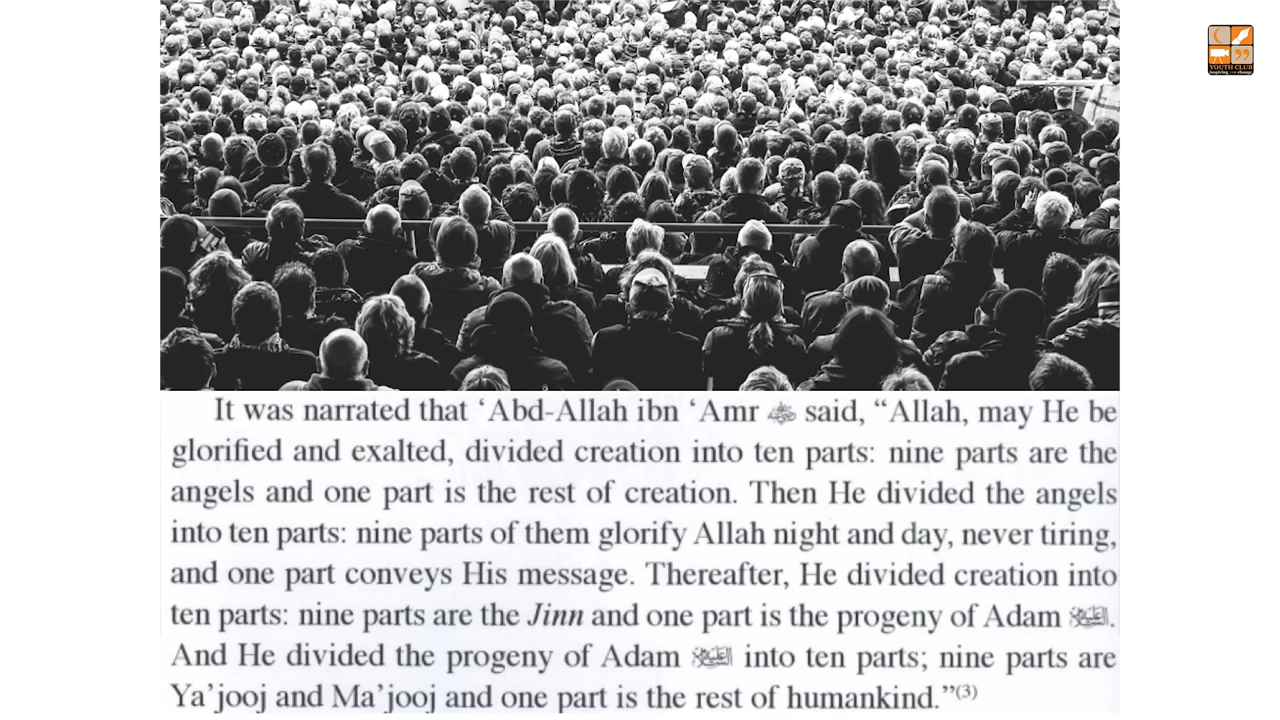 YOUTH CLUB
It was narrated that ‘Abd-Allah ibn ‘Amr said, “Allah, may He be
glorified and exalted, divided creation into ten parts: nine parts are the
angels and one part is the rest of creation. Then He divided the angels
into ten parts: nine parts of them glorify Allah night and day, never tiring,
and one part conveys His message. Thereafter, He divided creation into
ten parts: nine parts are the Jinn and one part is the progeny of Adam .
And He divided the progeny of Adam into ten parts; nine parts are
Ya’jooj and Ma’jooj and one part is the rest of humankind.”(3)